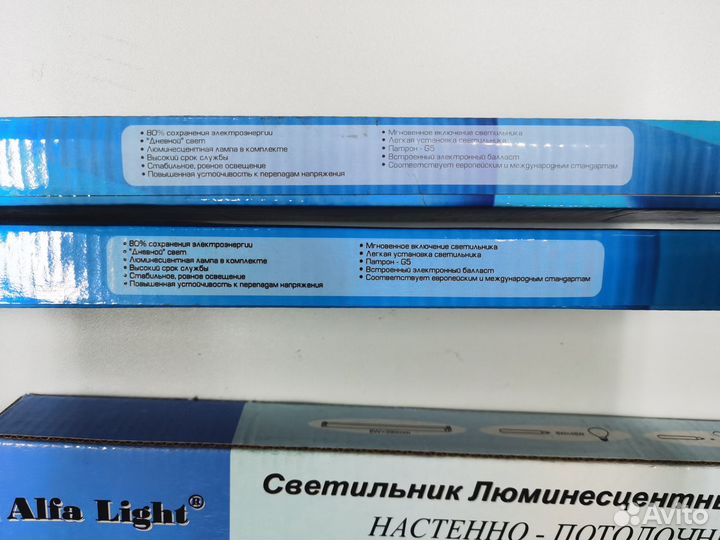 • 80% сохранения электроэнергии
• "Дневной" свет
• Люминесцентная лампа в комплекте
• Высокий срок службы
• Стабильное, ровное освещение
• Повышенная устойчивость к перепадам напряжения
• Мгновенное включение светильника
• Легкая установка светильника
• Патрон - G5
• Встроенный электронный балласт
• Соответствует европейским и международным стандартам
• 80% сохранения электроэнергии
• "Дневной" свет
• Люминесцентная лампа в комплекте
• Высокий срок службы
• Стабильное, ровное освещение
• Повышенная устойчивость к перепадам напряжения
• Мгновенное включение светильника
• Легкая установка светильника
• Патрон - G5
• Встроенный электронный балласт
• Соответствует европейским и международным стандартам
Alfa Light®
Светильник Люминесцентны
НАСТЕННО - ПОТОЛОЧН
Avito